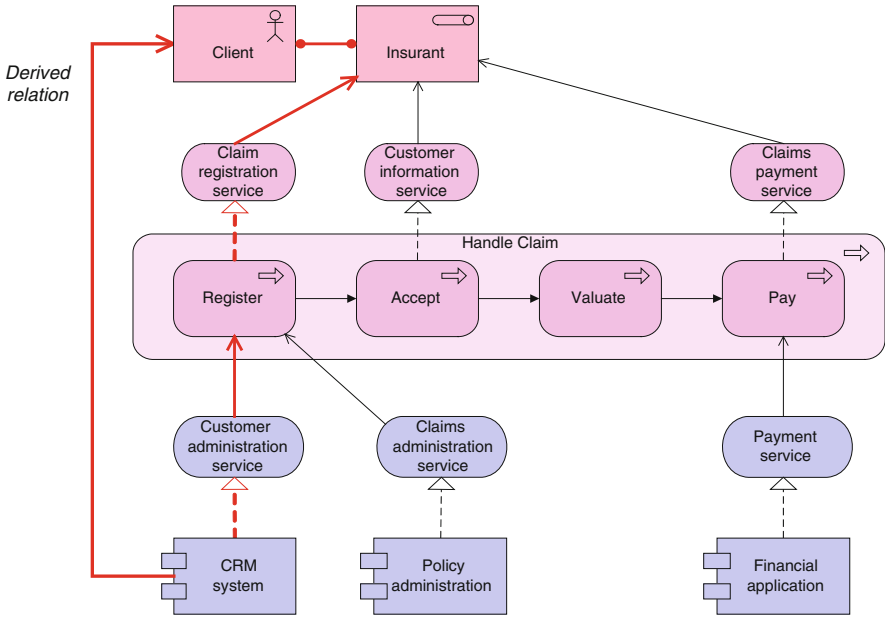 Client
Insurant
Derived
relation
Claim
registration
service
Customer
information
service
Claims
payment
service
Handle Claim
Register
Accept
Valuate
Pay
Customer
administration
service
Claims
administration
service
Payment
service
CRM
system
Policy
administration
Financial
application